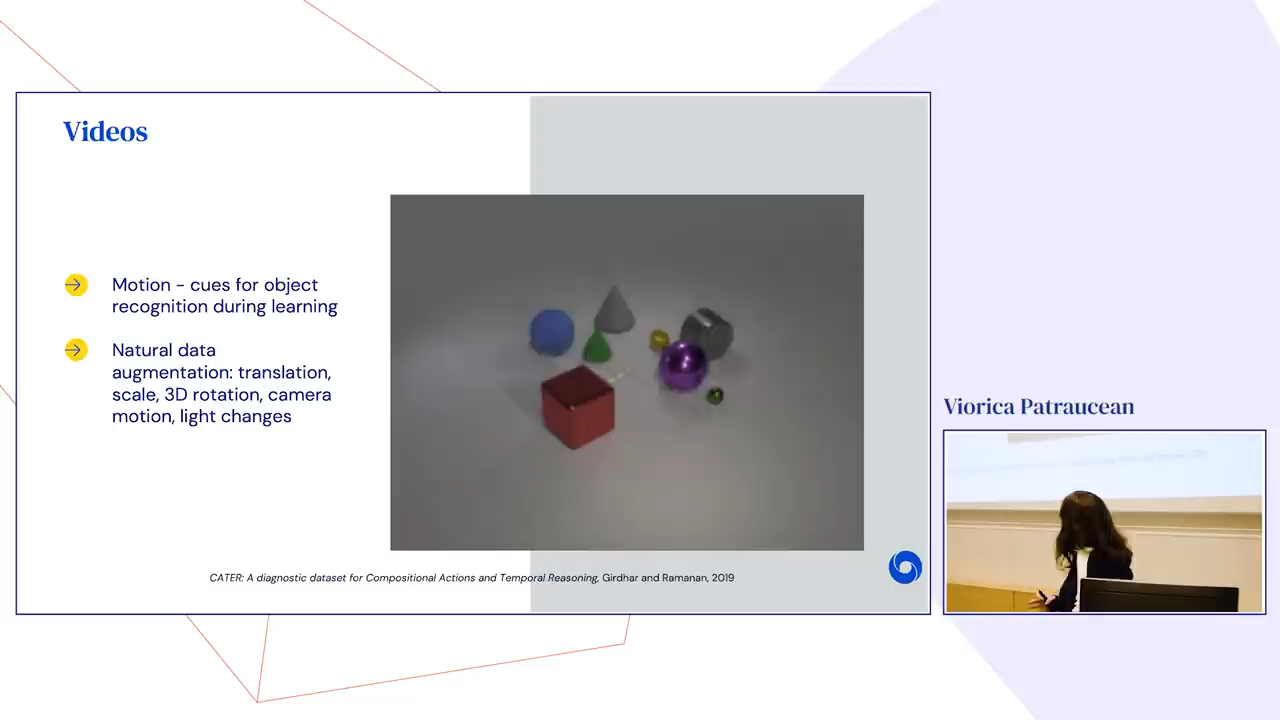 Videos
Motion - cues for object
recognition during learning
Natural data
augmentation: translation,
scale, 3D rotation, camera
motion, light changes
CATER: A diagnostic dataset for Compositional Actions and Temporal Reasoning, Girdhar and Ramanan, 2019
Viorica Patraucean